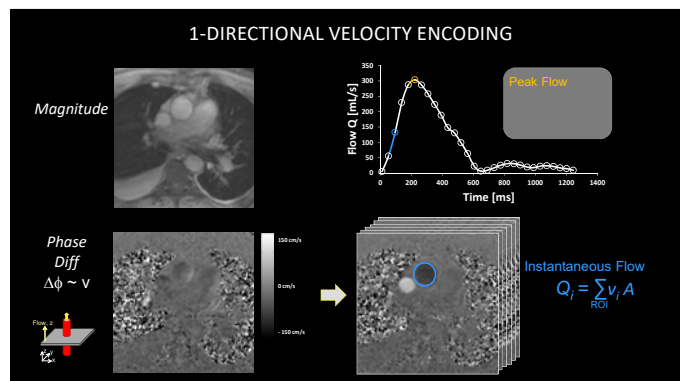 1-DIRECTIONAL VELOCITY ENCODING
Magnitude
Flow Q [mL/s]
350
300
250
200
150
100
50
0
0 200 400 600 800 1000 1200 1400
Time [ms]
Peak Flow
Phase
Diff
Δϕ ~ v
150 cm/s
0 cm/s
- 150 cm/s
Instantaneous Flow
Qᵢ = ∑ vᵢ A
ROI
Flow, z
z
y
x